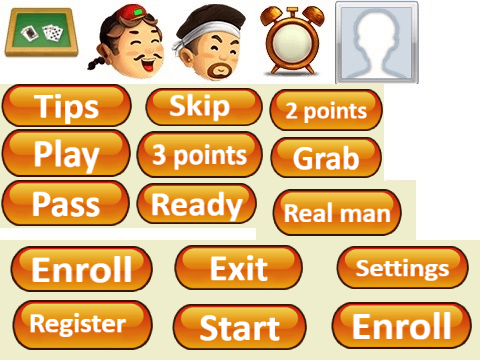 Tips
Skip
2 points
Play
3 points
Grab
Pass
Ready
Real man
Enroll
Exit
Settings
Register
Start
Enroll